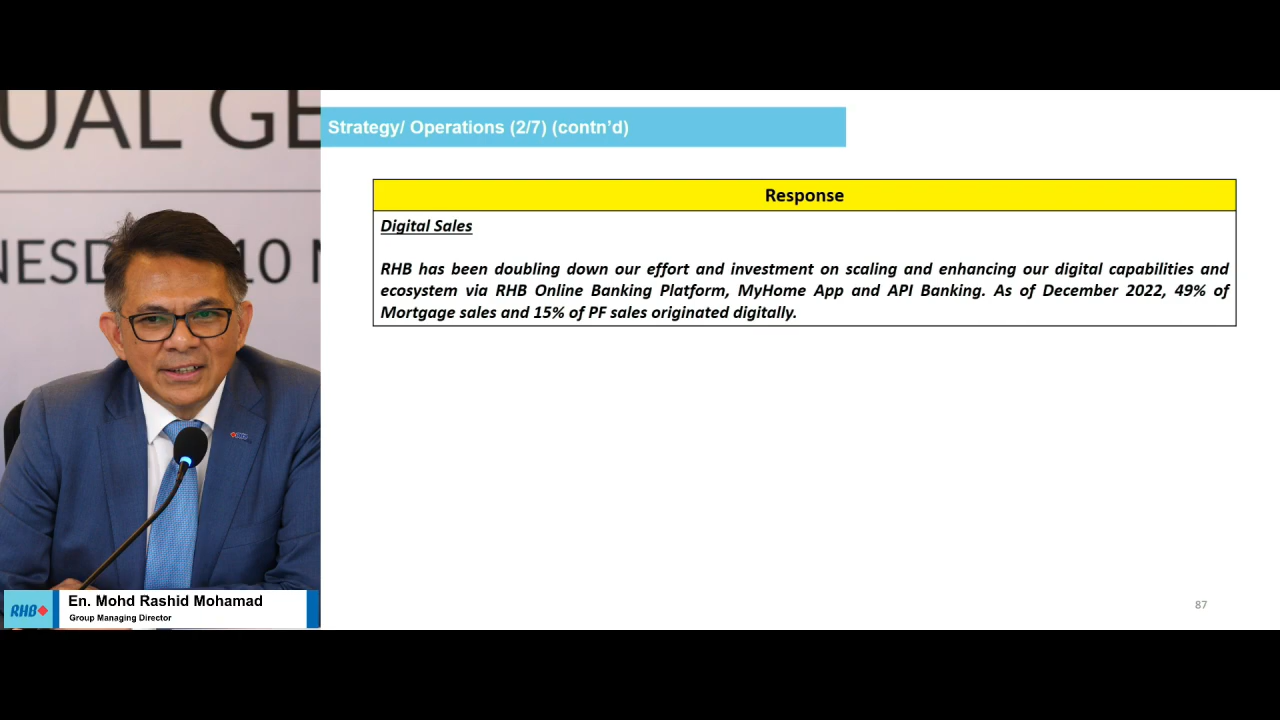 UAL GE
Strategy/ Operations (2/7) (contn’d)
Response
Digital Sales
NESD 10
RHB has been doubling down our effort and investment on scaling and enhancing our digital capabilities and
ecosystem via RHB Online Banking Platform, MyHome App and API Banking. As of December 2022, 49% of
Mortgage sales and 15% of PF sales originated digitally.
RHB
En. Mohd Rashid Mohamad
Group Managing Director
87